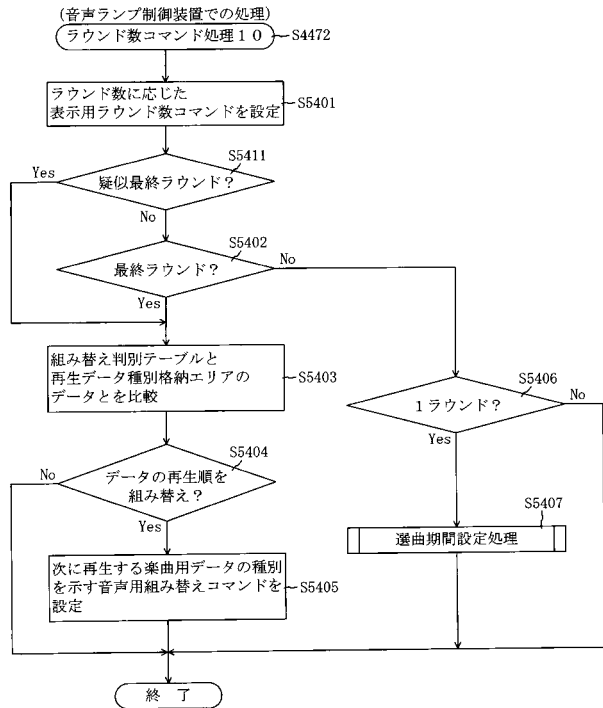 (音声ランプ制御装置での処理)
ラウンド数コマンド処理10
S4472
ラウンド数に応じた
表示用ラウンド数コマンドを設定
S5401
S5411
Yes
疑似最終ラウンド?
No
S5402
最終ラウンド?
No
Yes
組み替え判別テーブルと
再生データ種別格納エリアの
データとを比較
S5403
S5406
1ラウンド?
No
Yes
S5404
No
データの再生順を
組み替え?
Yes
S5407
選曲期間設定処理
次に再生する楽曲用データの種別
を示す音声用組み替えコマンドを
設定
S5405
終 了